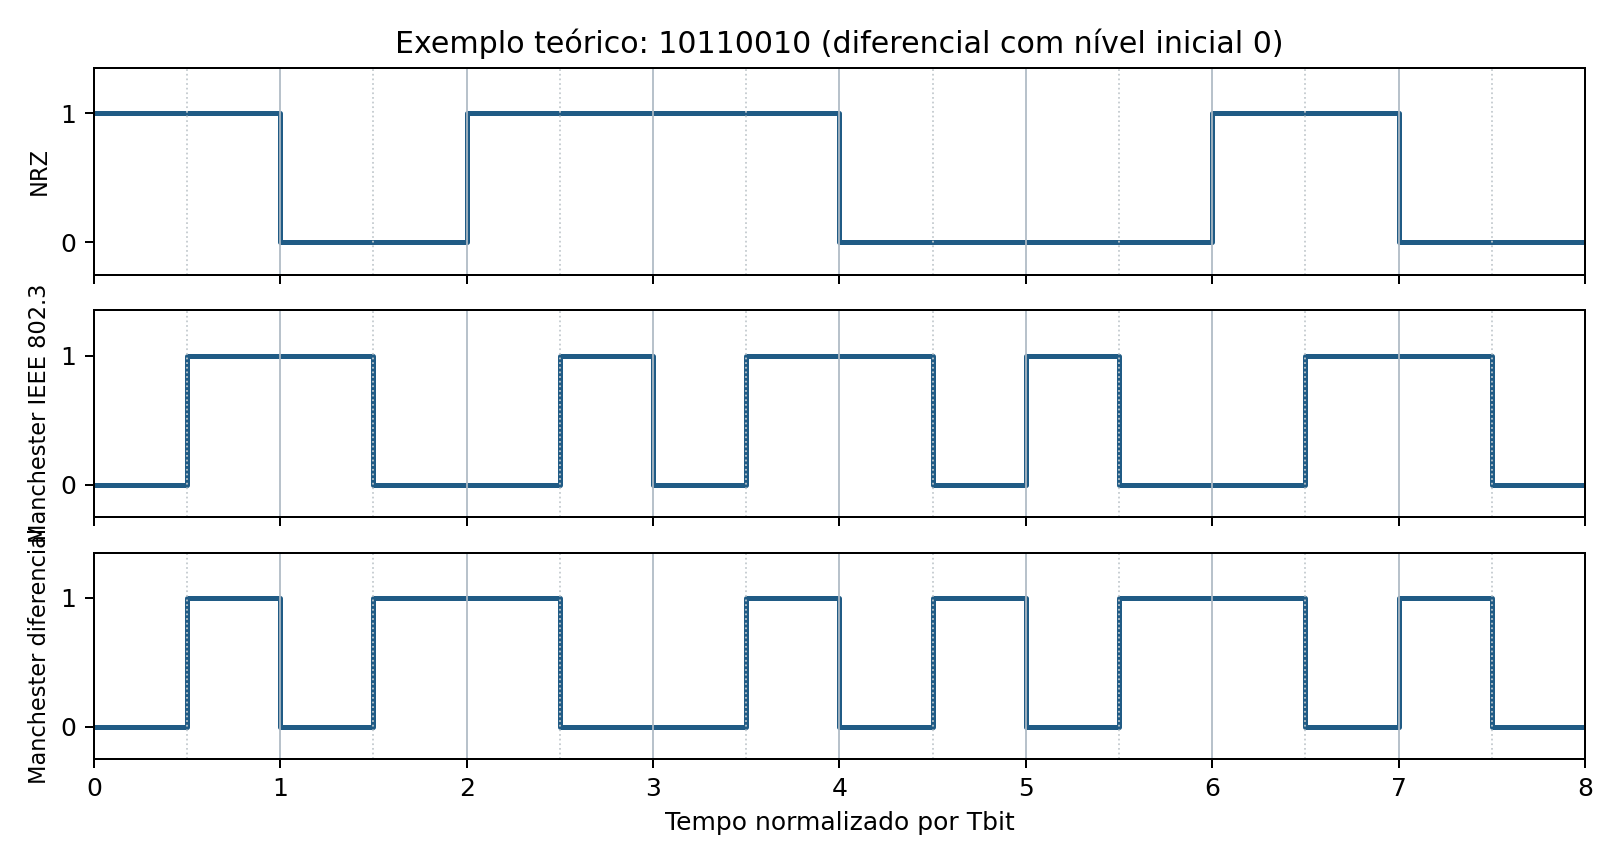 Exemplo teórico: 10110010 (diferencial com nível inicial 0)
NRZ
1
0
Manchester IEEE 802.3
1
0
Manchester diferencial
1
0
0 1 2 3 4 5 6 7 8
Tempo normalizado por Tbit